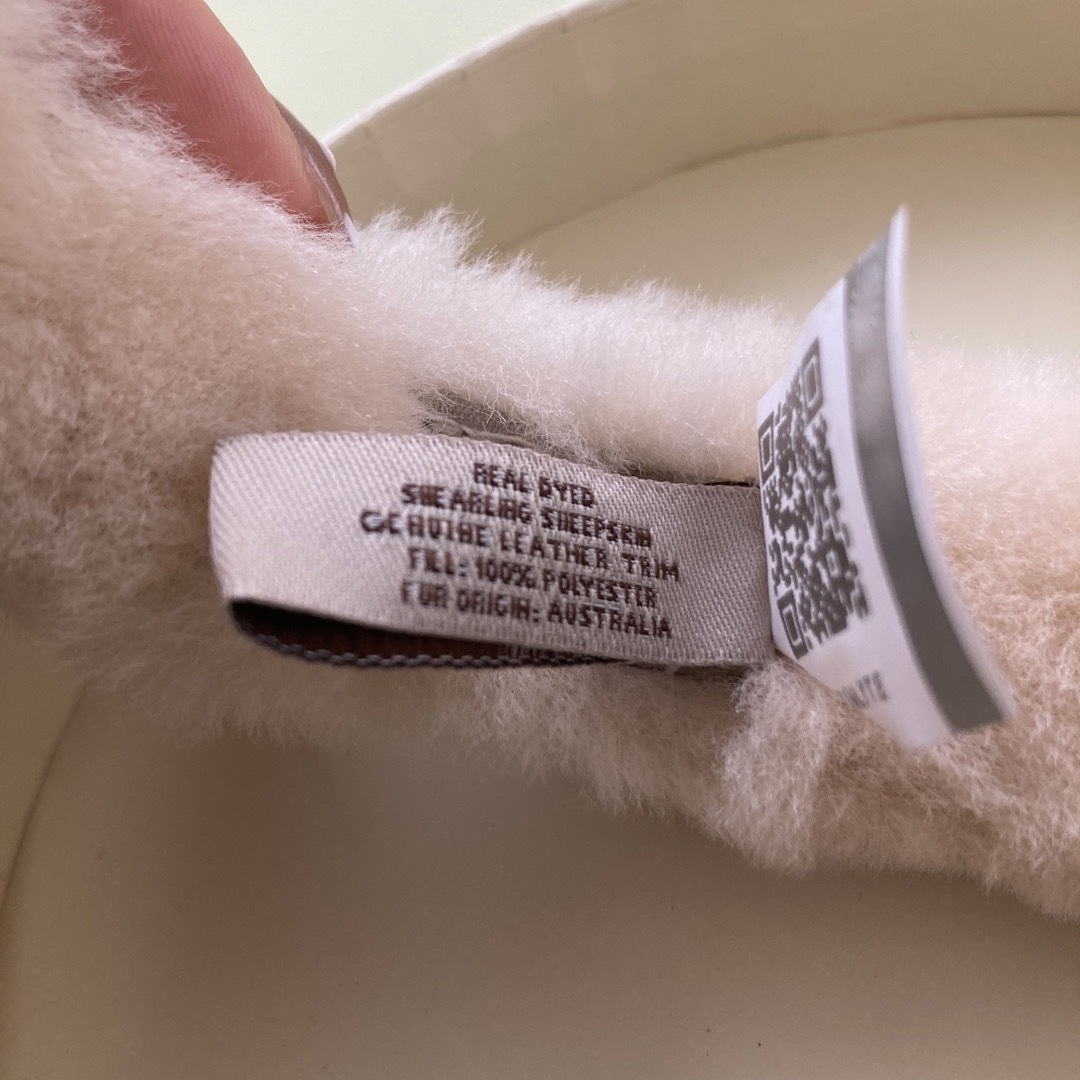 REAL DYED
SHEARLING SHEEPSKIN
GENUINE LEATHER TRIM
FILL: 100% POLYESTER
FUR ORIGIN: AUSTRALIA